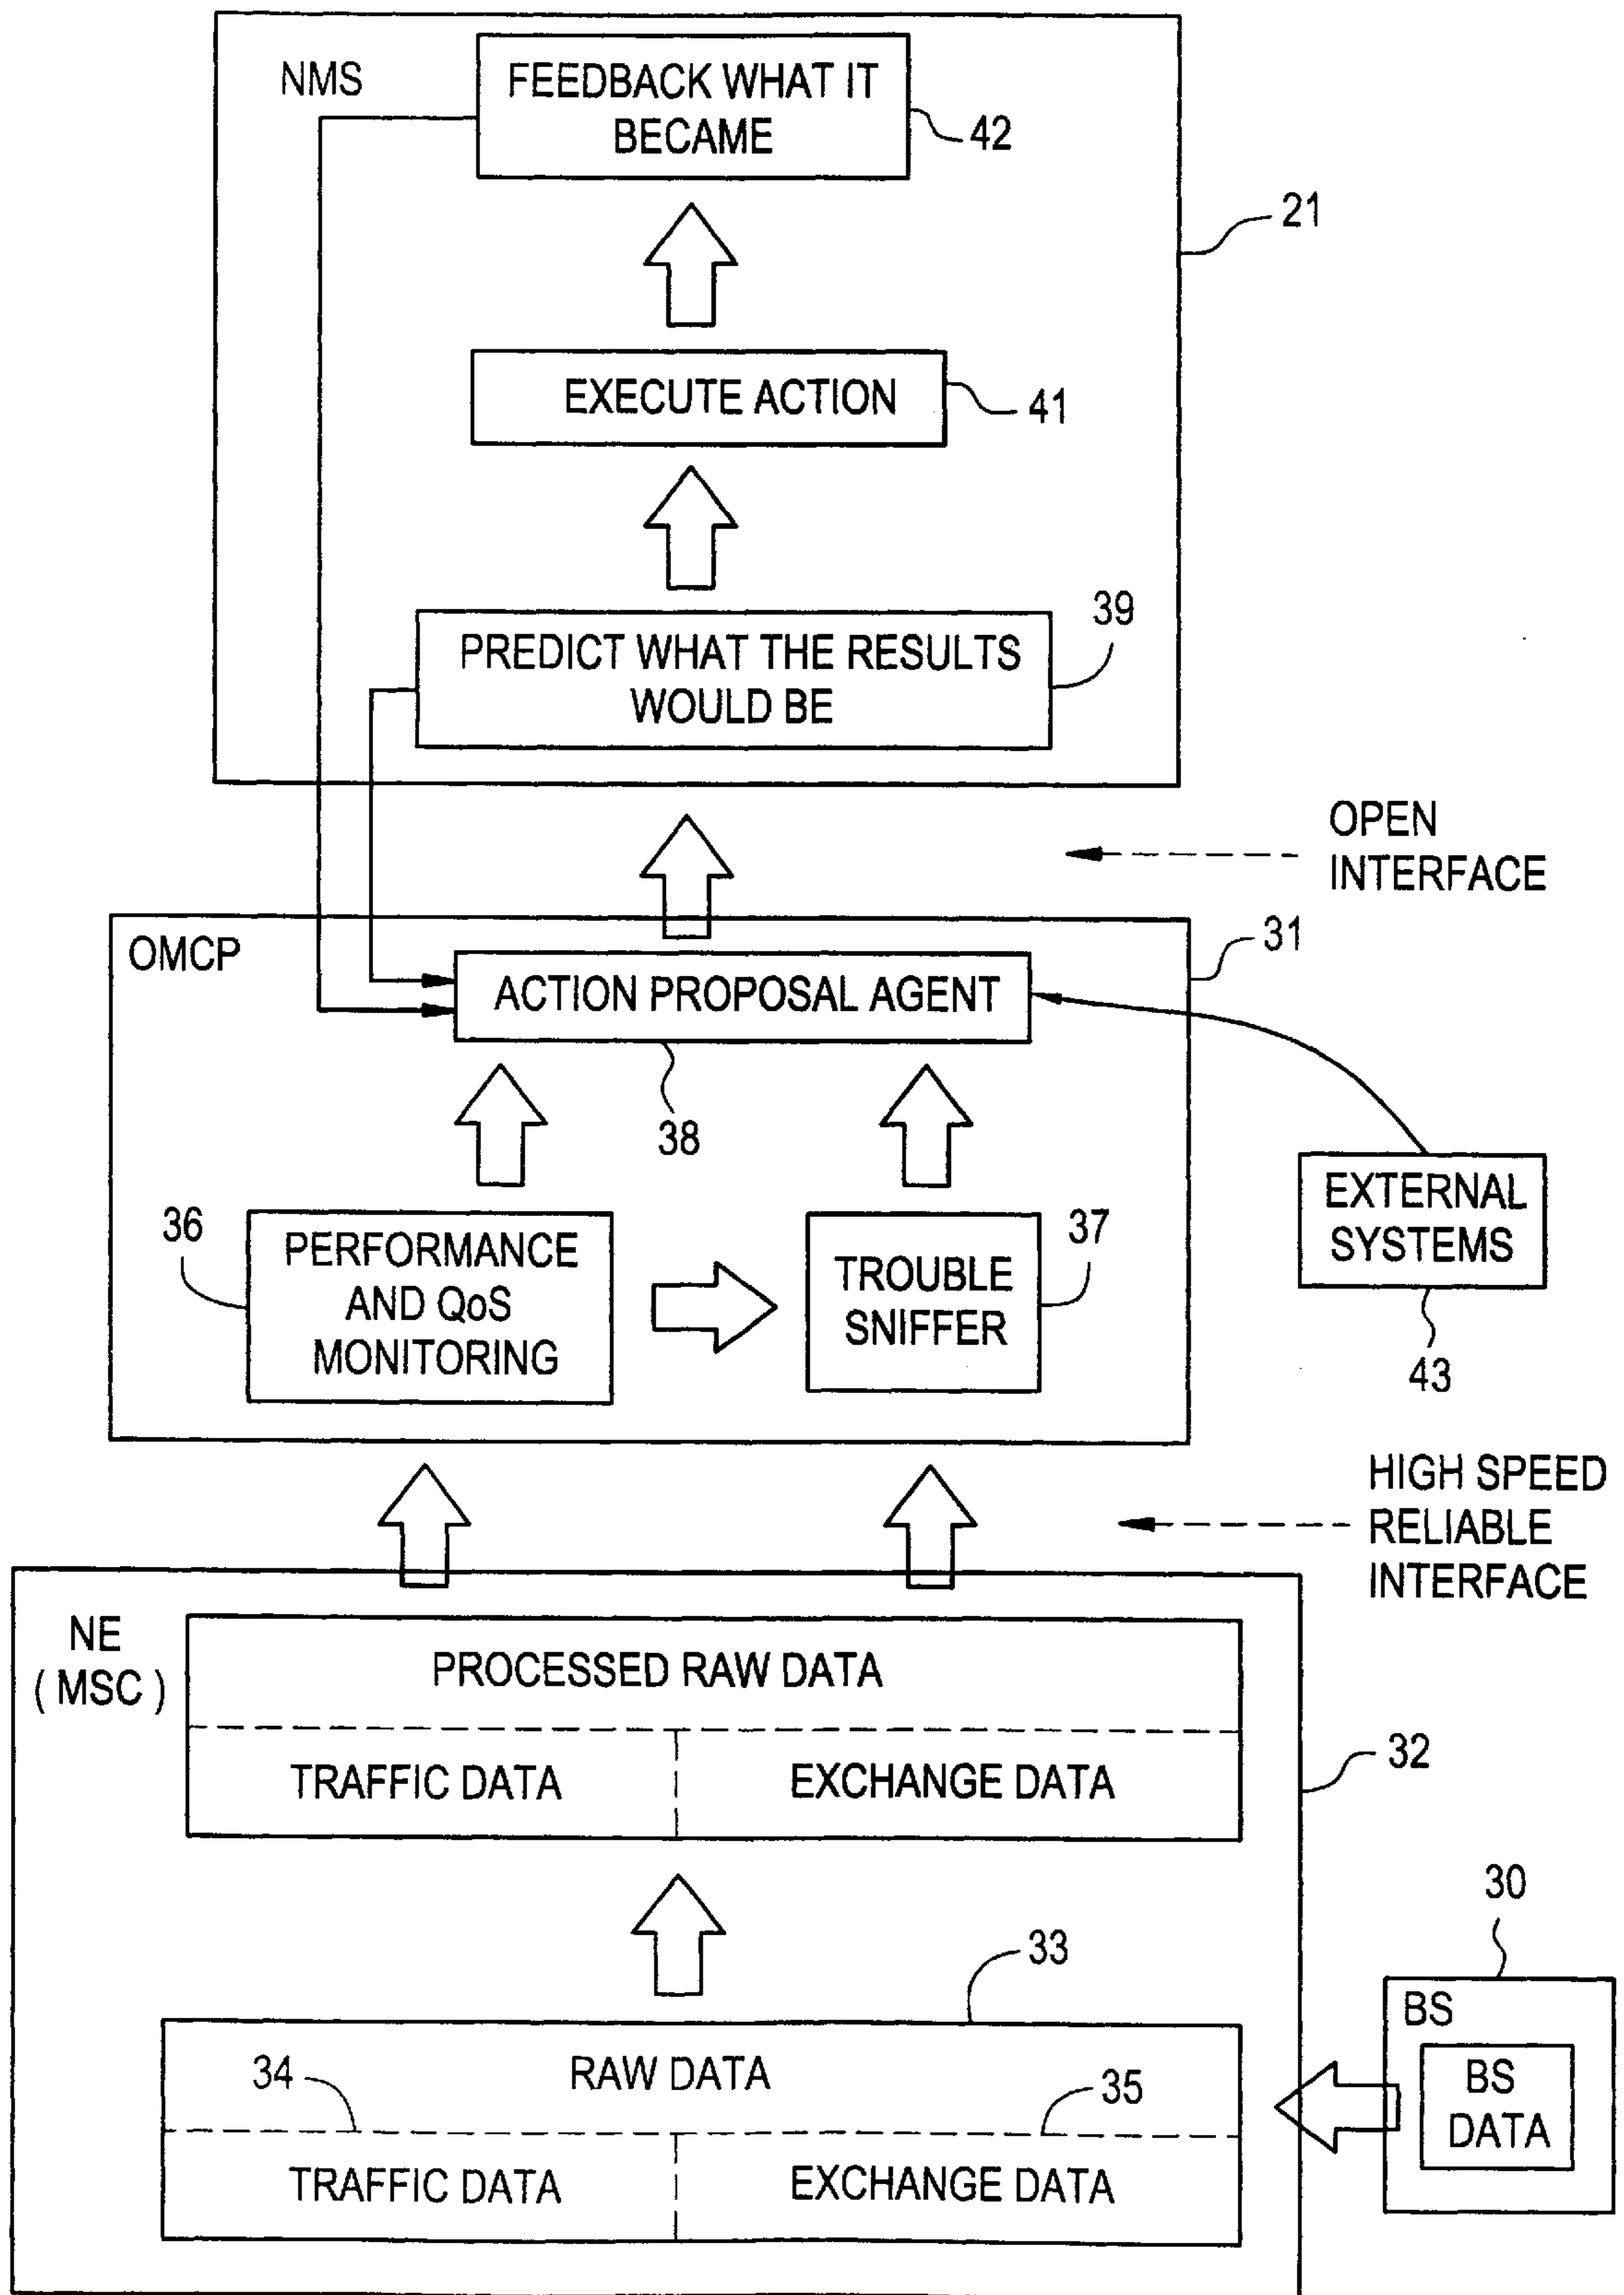 NMS
FEEDBACK WHAT IT
BECAME
42
21
EXECUTE ACTION
41
39
PREDICT WHAT THE RESULTS
WOULD BE
OPEN
INTERFACE
31
OMCP
ACTION PROPOSAL AGENT
38
36
PERFORMANCE
AND QoS
MONITORING
37
TROUBLE
SNIFFER
EXTERNAL
SYSTEMS
43
HIGH SPEED
RELIABLE
INTERFACE
NE
( MSC )
PROCESSED RAW DATA
TRAFFIC DATA
EXCHANGE DATA
32
30
33
BS
BS
DATA
RAW DATA
34
35
TRAFFIC DATA
EXCHANGE DATA